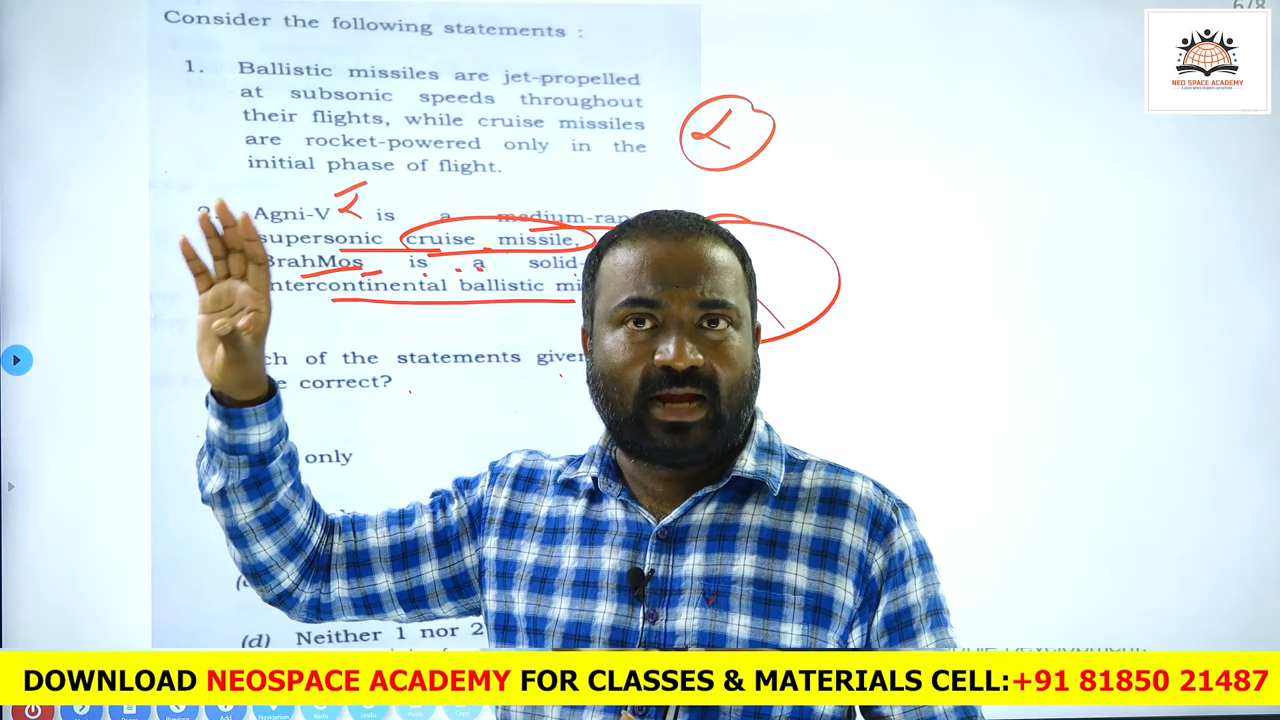 Consider the following statements :
1. Ballistic missiles are jet-propelled
at subsonic speeds throughout
their flights, while cruise missiles
are rocket-powered only in the
initial phase of flight.
Agni-V is a medium-ran
supersonic cruise missile,
BrahMos is a solid-
ntercontinental ballistic mi
ch of the statements given
e correct?
only
(d) Neither 1 nor 2
NEO SPACE ACADEMY
DOWNLOAD NEOSPACE ACADEMY FOR CLASSES & MATERIALS CELL:+91 81850 21487